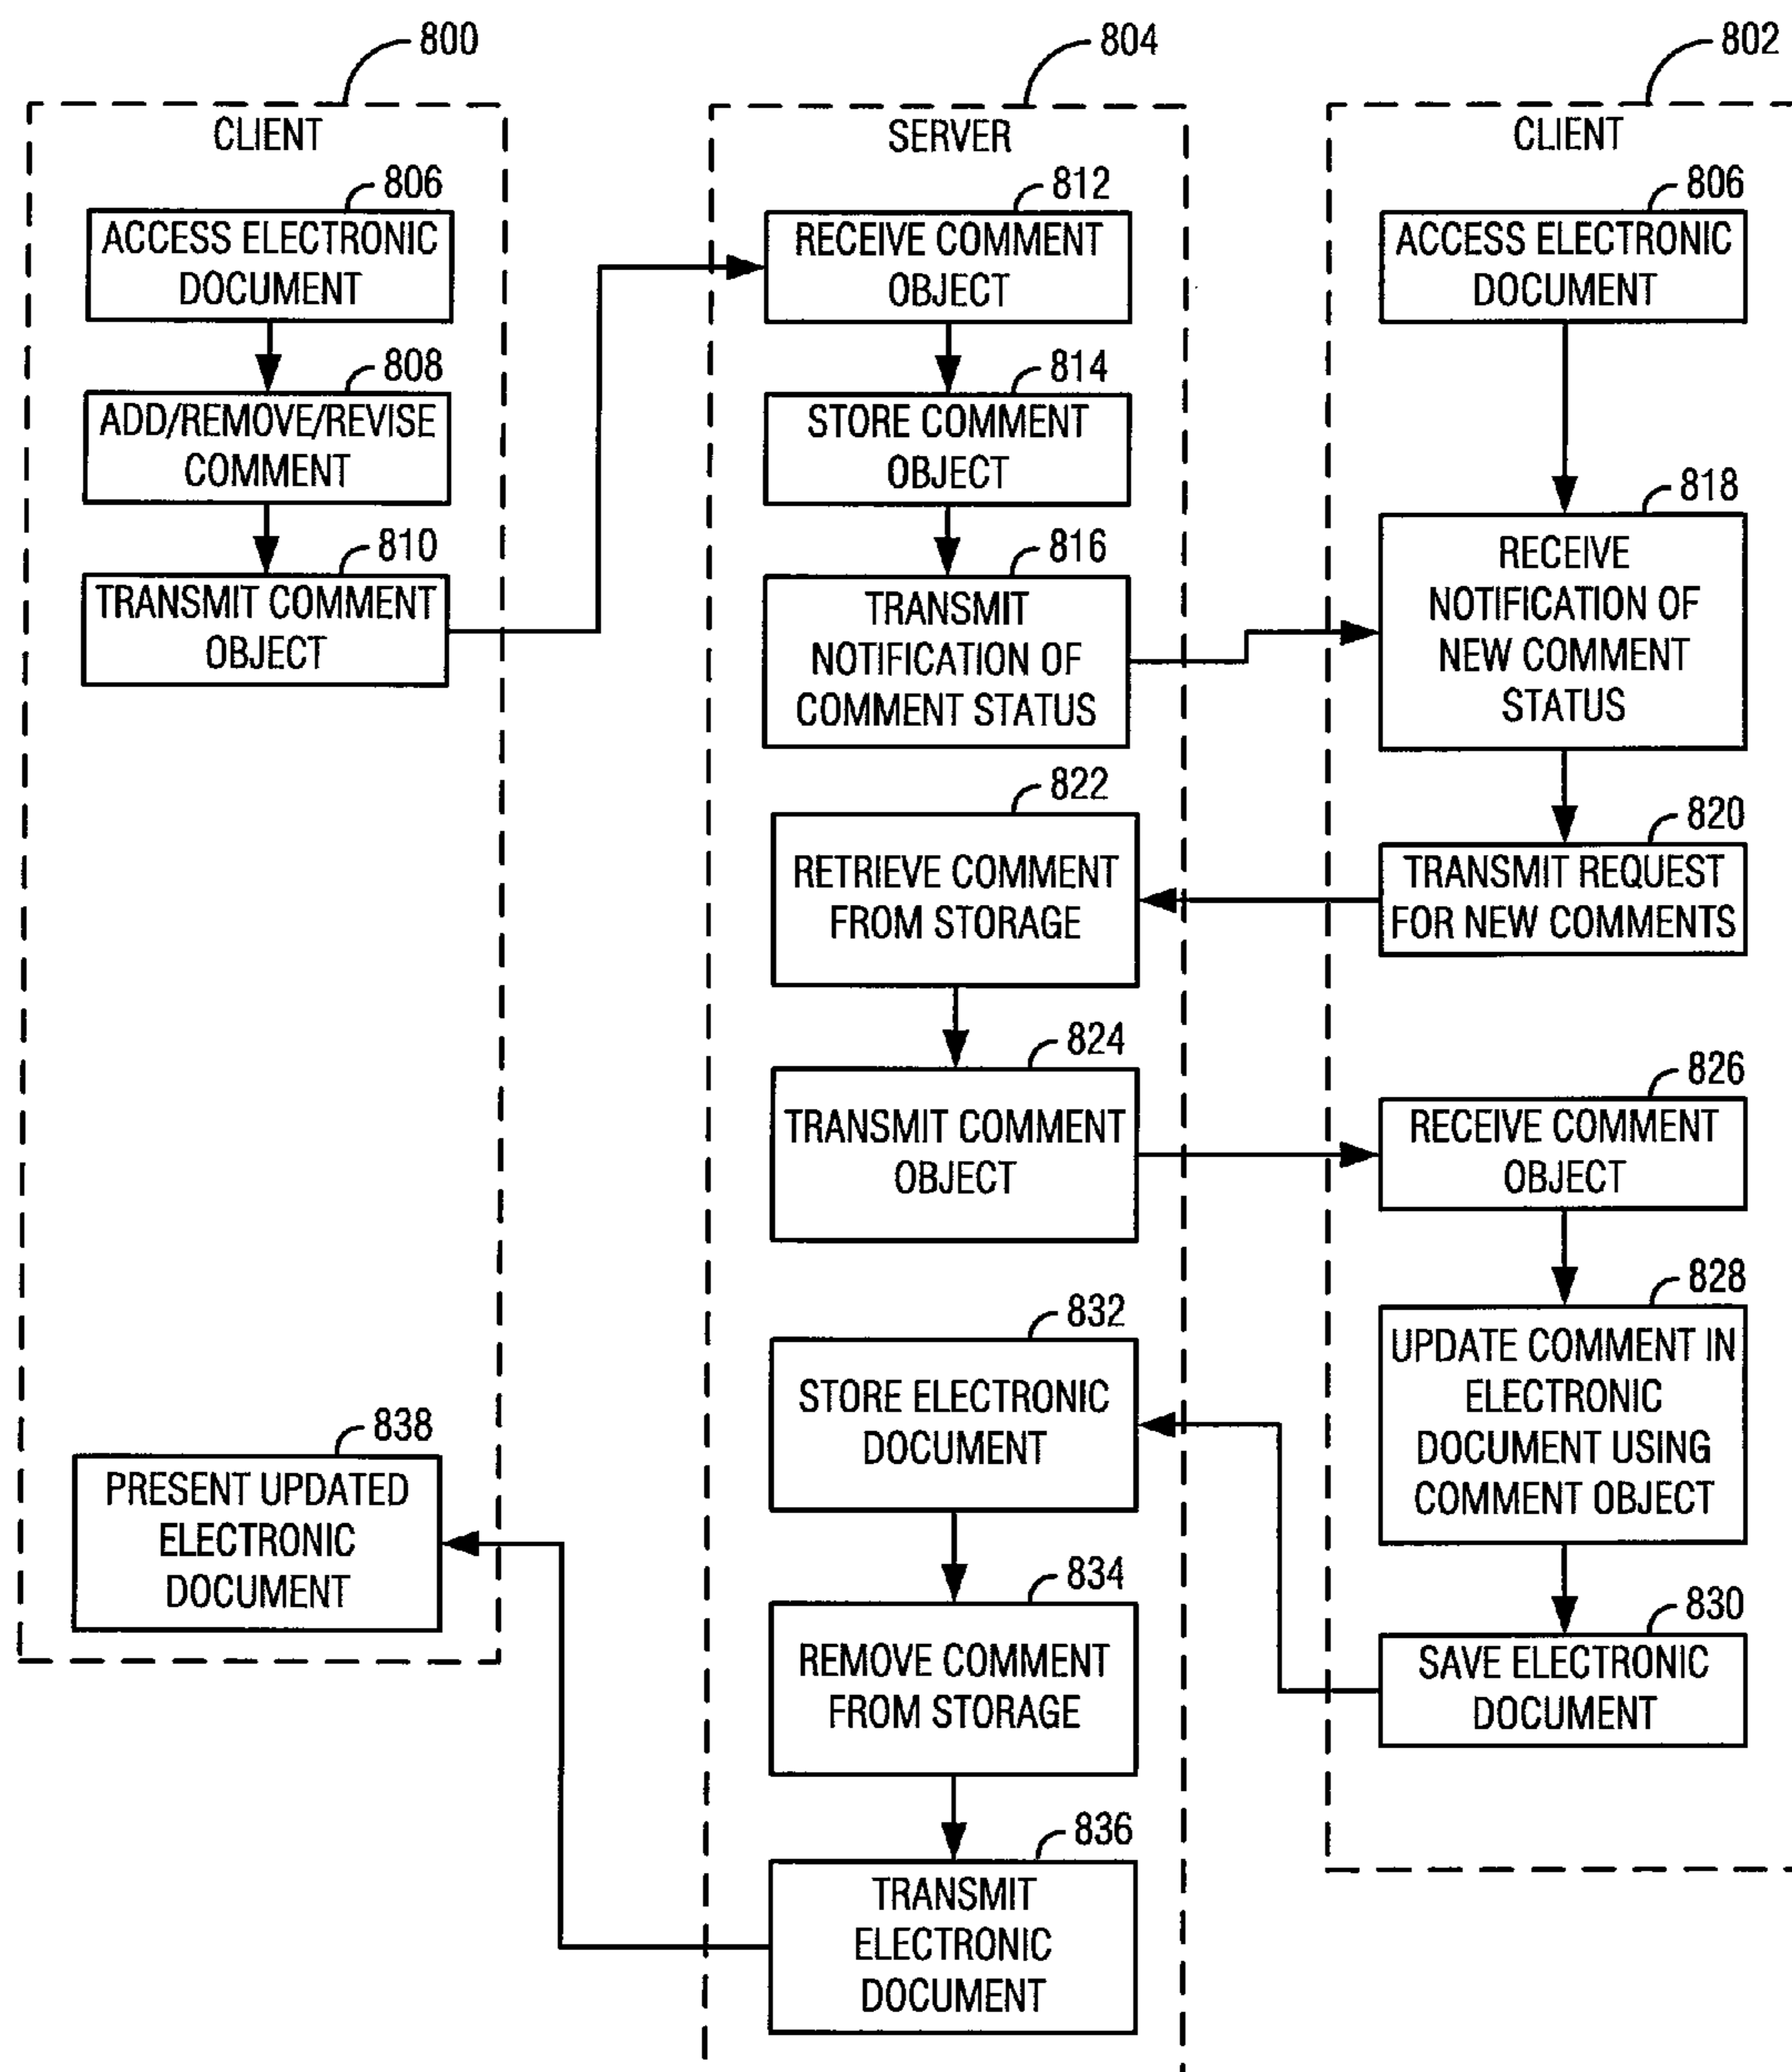 800
804
802
CLIENT
SERVER
CLIENT
806
ACCESS ELECTRONIC
DOCUMENT
808
ADD/REMOVE/REVISE
COMMENT
810
TRANSMIT COMMENT
OBJECT
838
PRESENT UPDATED
ELECTRONIC
DOCUMENT
812
RECEIVE COMMENT
OBJECT
814
STORE COMMENT
OBJECT
816
TRANSMIT
NOTIFICATION OF
COMMENT STATUS
822
RETRIEVE COMMENT
FROM STORAGE
824
TRANSMIT COMMENT
OBJECT
832
STORE ELECTRONIC
DOCUMENT
834
REMOVE COMMENT
FROM STORAGE
836
TRANSMIT
ELECTRONIC
DOCUMENT
806
ACCESS ELECTRONIC
DOCUMENT
818
RECEIVE
NOTIFICATION OF
NEW COMMENT
STATUS
820
TRANSMIT REQUEST
FOR NEW COMMENTS
826
RECEIVE COMMENT
OBJECT
828
UPDATE COMMENT IN
ELECTRONIC
DOCUMENT USING
COMMENT OBJECT
830
SAVE ELECTRONIC
DOCUMENT